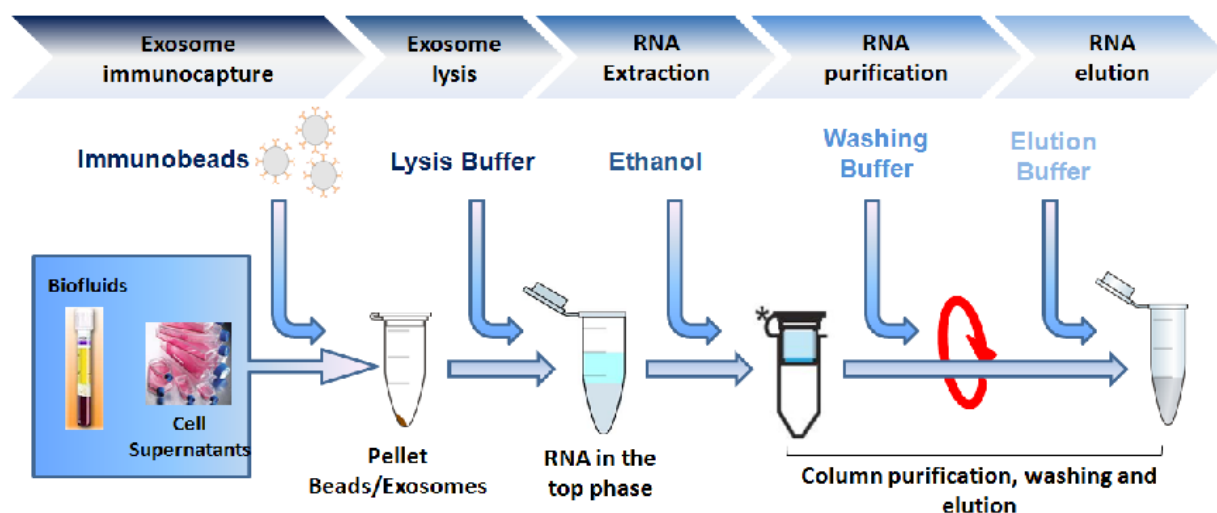 Exosome
immunocapture
Exosome
lysis
RNA
Extraction
RNA
purification
RNA
elution
Immunobeads
Lysis Buffer
Ethanol
Washing
Buffer
Elution
Buffer
Biofluids
Cell
Supernatants
*
Pellet
Beads/Exosomes
RNA in the
top phase
Column purification, washing and
elution